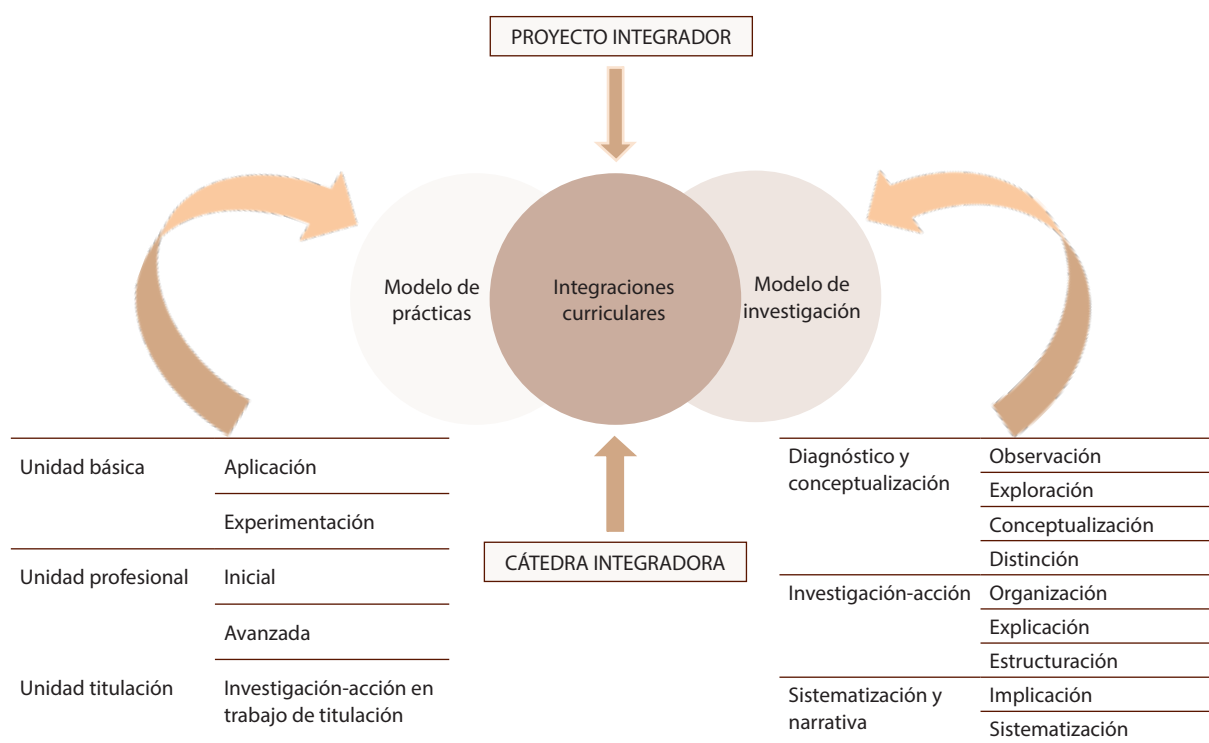 PROYECTO INTEGRADOR
Modelo de
prácticas
Integraciones
curriculares
Modelo de
investigación
CÁTEDRA INTEGRADORA
Unidad básica
Aplicación
Experimentación
Unidad profesional
Inicial
Avanzada
Unidad titulación
Investigación-acción en
trabajo de titulación
Diagnóstico y
conceptualización
Observación
Exploración
Conceptualización
Distinción
Investigación-acción
Organización
Explicación
Estructuración
Sistematización y
narrativa
Implicación
Sistematización